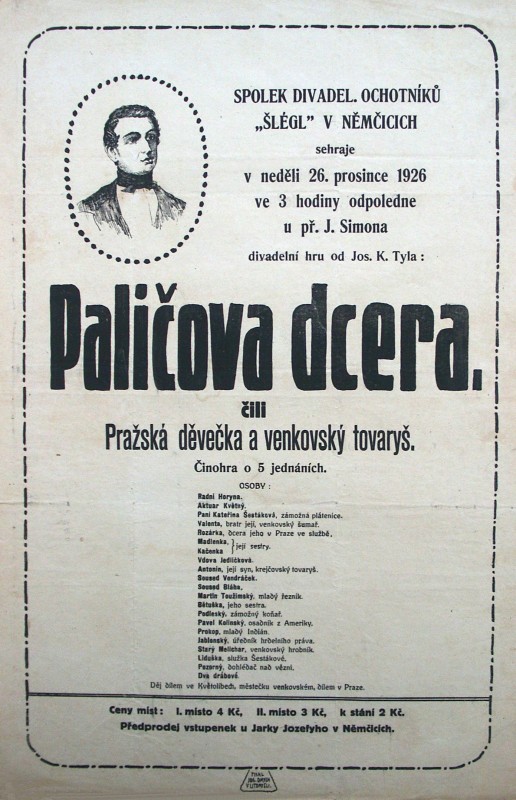 SPOLEK DIVADEL. OCHOTNÍKŮ
„ŠLÉGL” V NĚMČICICH
sehraje
v neděli 26. prosince 1926
ve 3 hodiny odpoledne
u př. J. Simona
divadelní hru od Jos. K. Tyla :
Paličova dcera.
čili
Pražská děvečka a venkovský tovaryš.
Činohra o 5 jednáních.
OSOBY :
Radní Horyna.
Aktuar Květný.
Paní Kateřina Šestáková, zámožná plátenice.
Valenta, bratr její, venkovský šumař.
Rozárka, dcera jeho v Praze ve službě,
Madlenka,
Kačenka } její sestry.
Vdova Jedličková.
Antonín, její syn, krejčovský tovaryš.
Soused Vondráček.
Soused Bláha,
Martin Toužimský, mladý řezník.
Bětuška, jeho sestra.
Podleský, zámožný koňař.
Pavel Kolínský, osadník z Ameriky.
Prokop, mladý Indián.
Jablonský, úředník hrdelního práva.
Starý Melichar, venkovský hrobník.
Liduška, služka Šestákové.
Pozorný, dohlédač nad vězni.
Dva drábové.
Děj dílem ve Květolibech, městečku venkovském, dílem v Praze.
Ceny míst : I. místo 4 Kč, II. místo 3 Kč, k stání 2 Kč.
Předprodej vstupenek u Jarky Jozefyho v Němčicích.